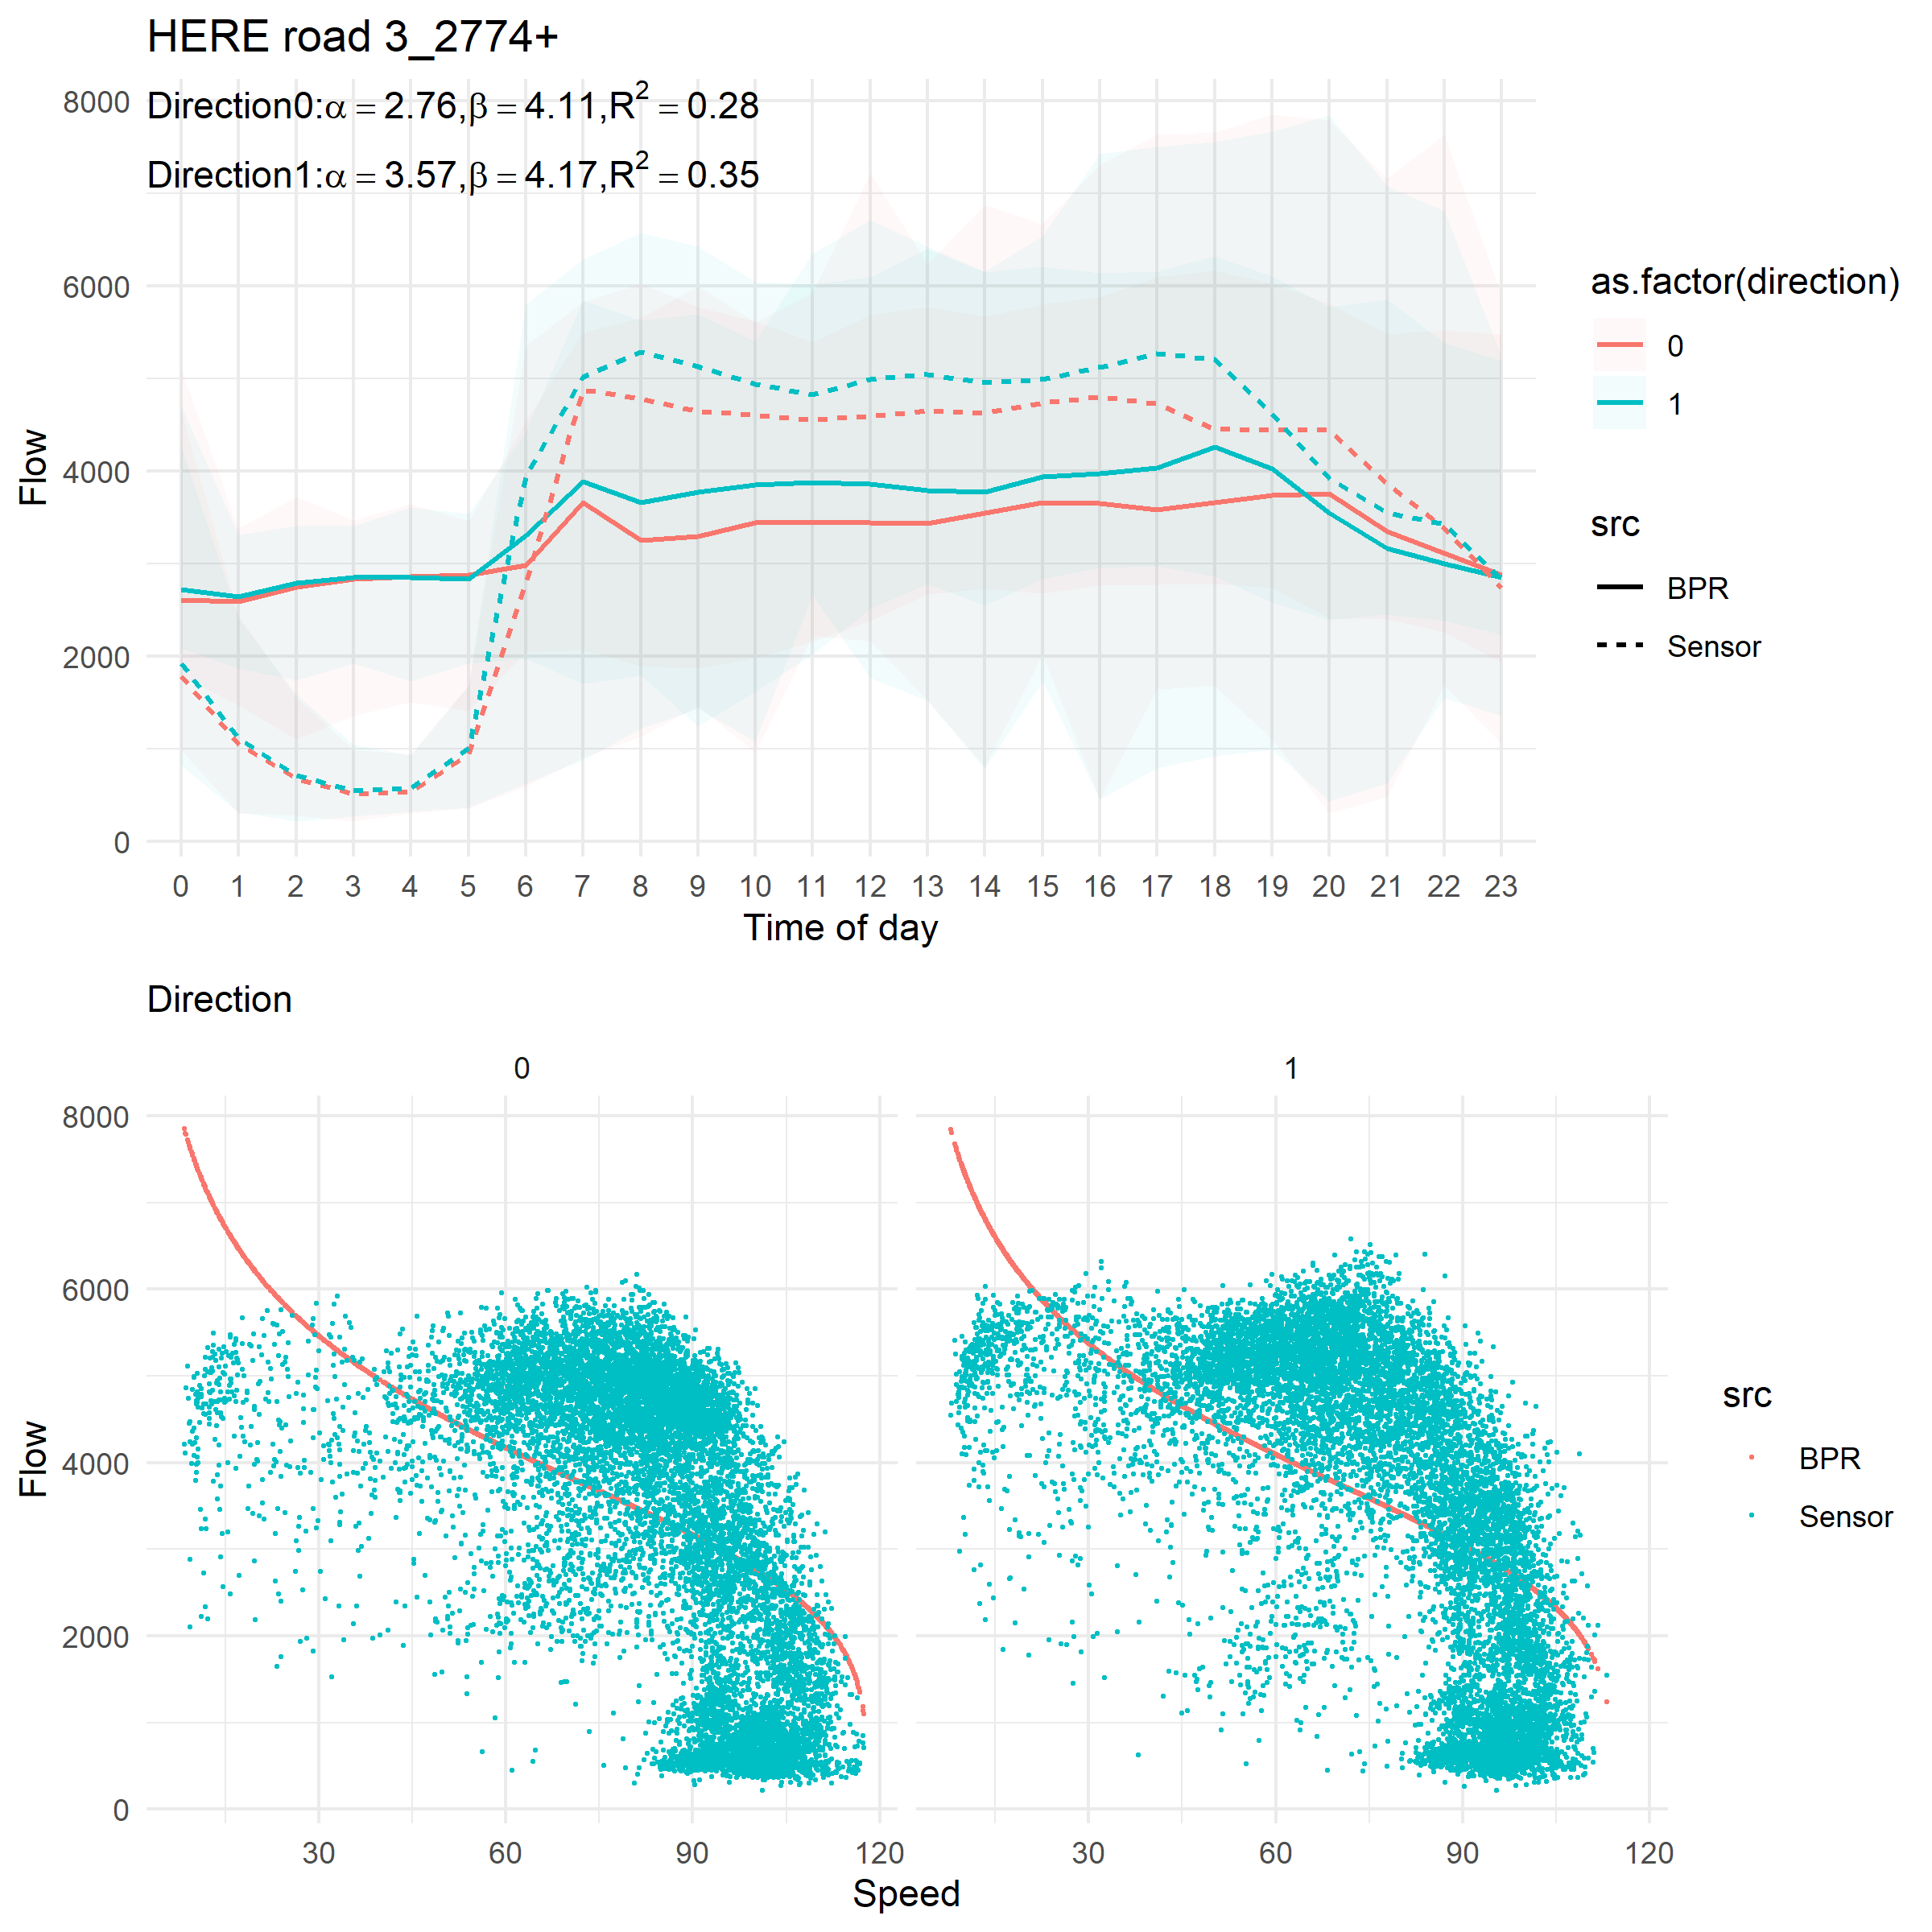 HERE road 3_2774+
Direction0:α = 2.76,β = 4.11,R² = 0.28
Direction1:α = 3.57,β = 4.17,R² = 0.35
8000
6000
4000
2000
0
Flow
0 1 2 3 4 5 6 7 8 9 10 11 12 13 14 15 16 17 18 19 20 21 22 23
Time of day
as.factor(direction)
0
1
src
BPR
Sensor
Direction
0 1
8000
6000
4000
2000
0
Flow
30 60 90 120 30 60 90 120
Speed
src
BPR
Sensor